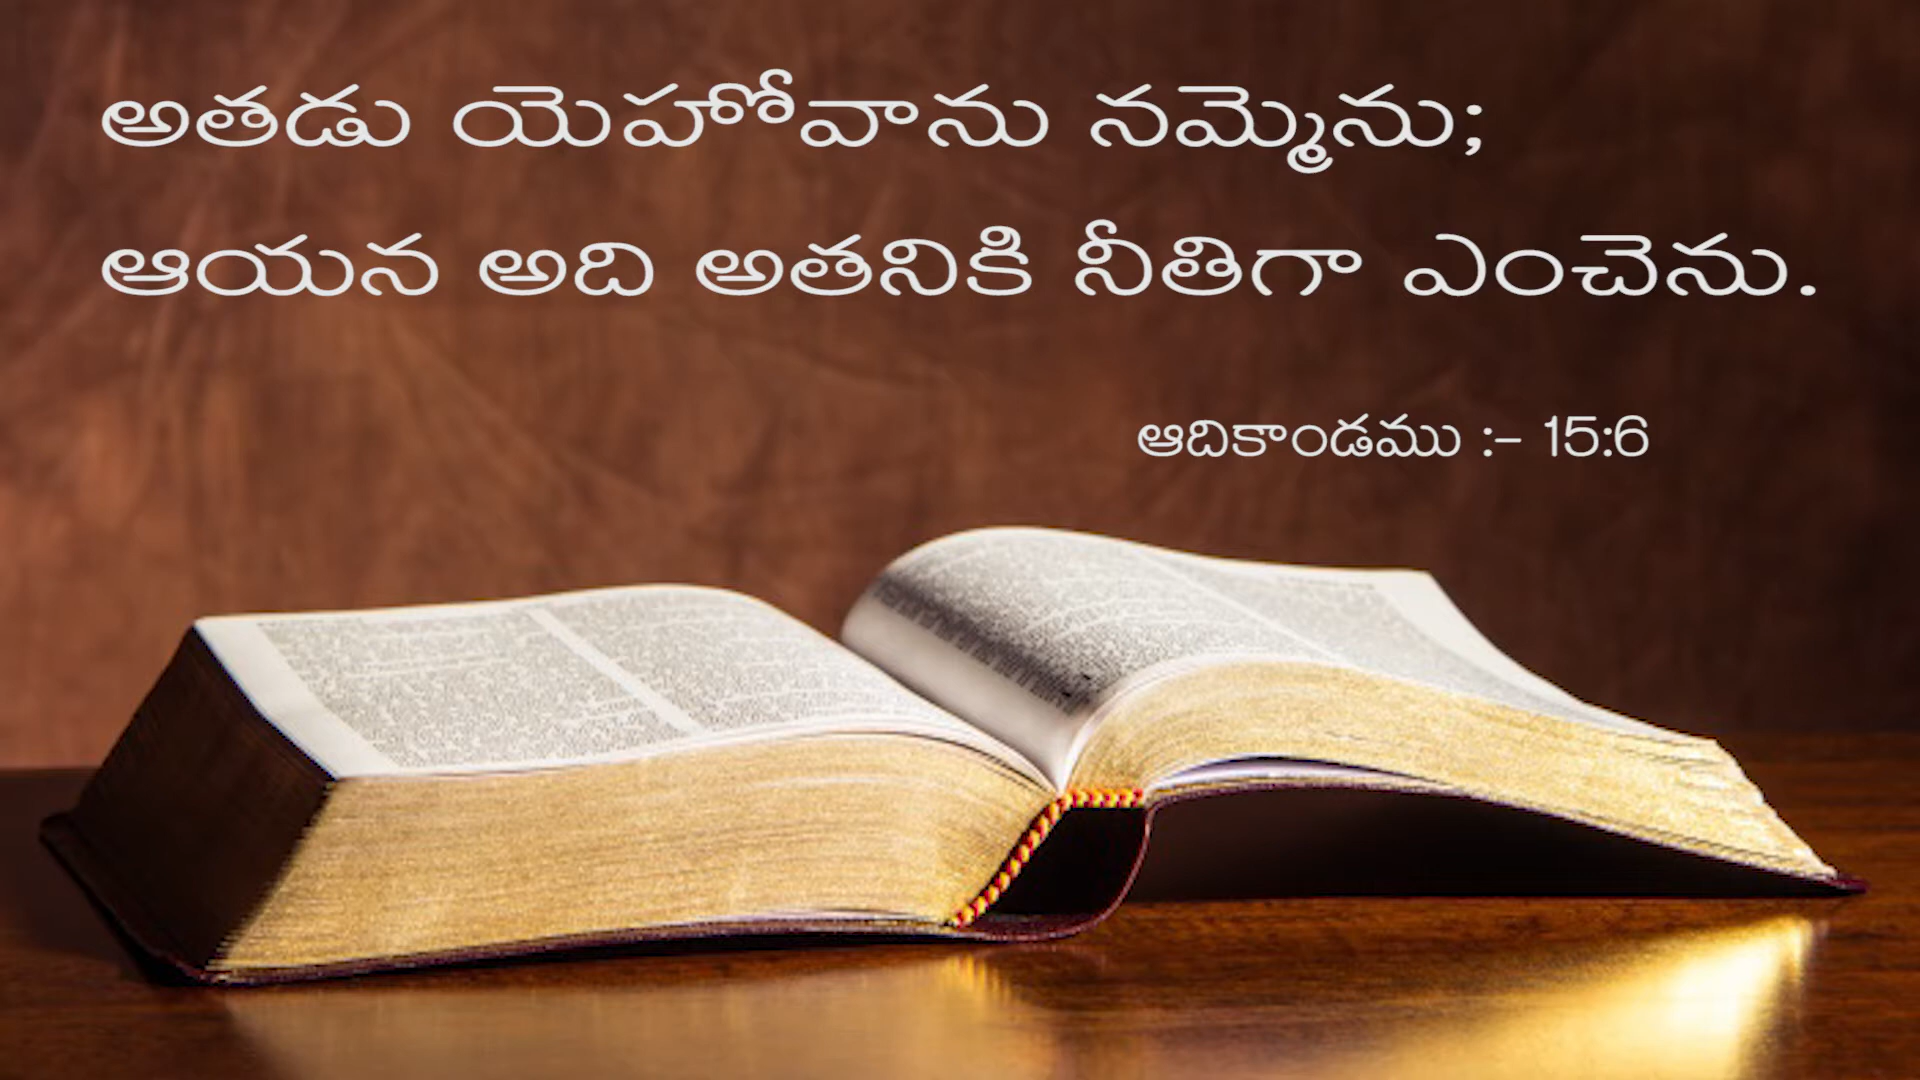 అతడు యెహోవాను నమ్మెను;
ఆయన అది అతనికి నీతిగా ఎంచెను.
ఆదికాండము :- 15:6